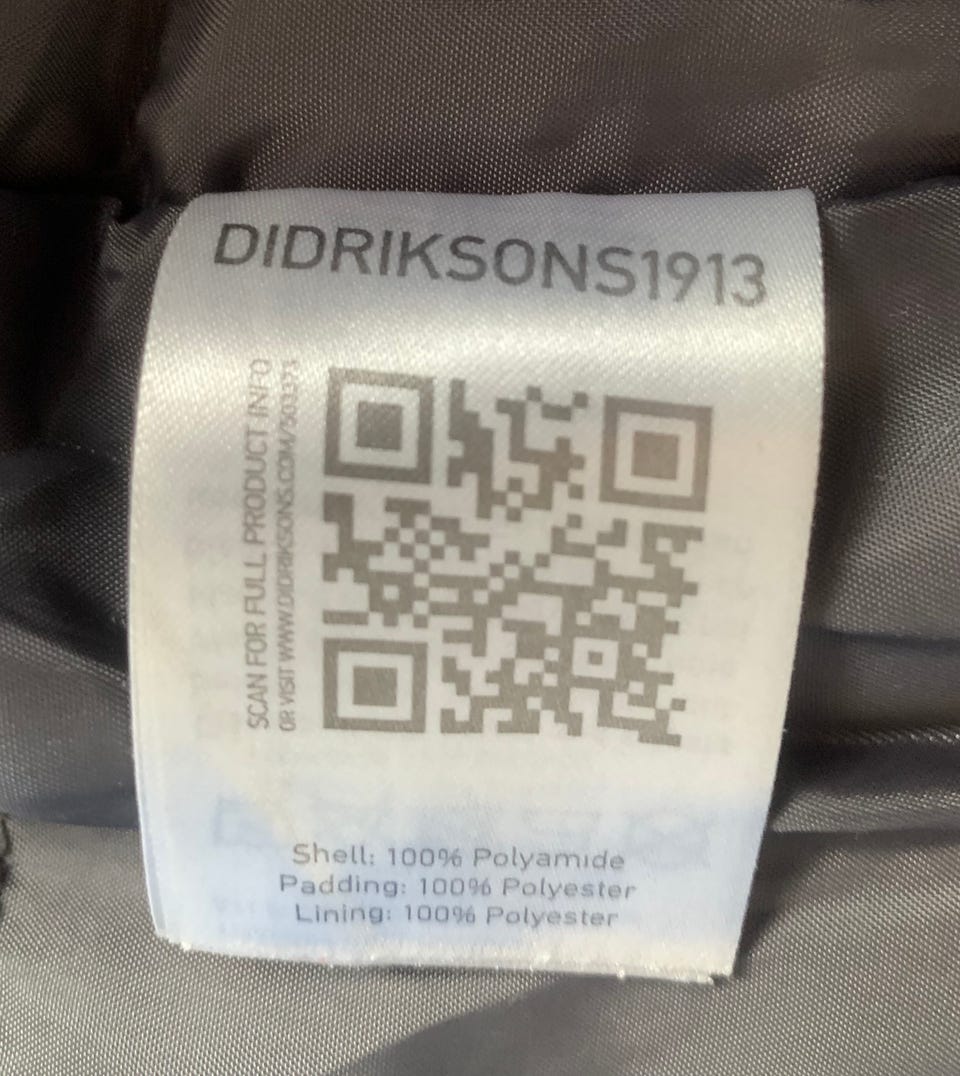 DIDRIKSONS1913
SCAN FOR FULL PRODUCT INFO
OR VISIT WWW.DIDRIKSONS.COM/503373
Shell: 100% Polyamide
Padding: 100% Polyester
Lining: 100% Polyester